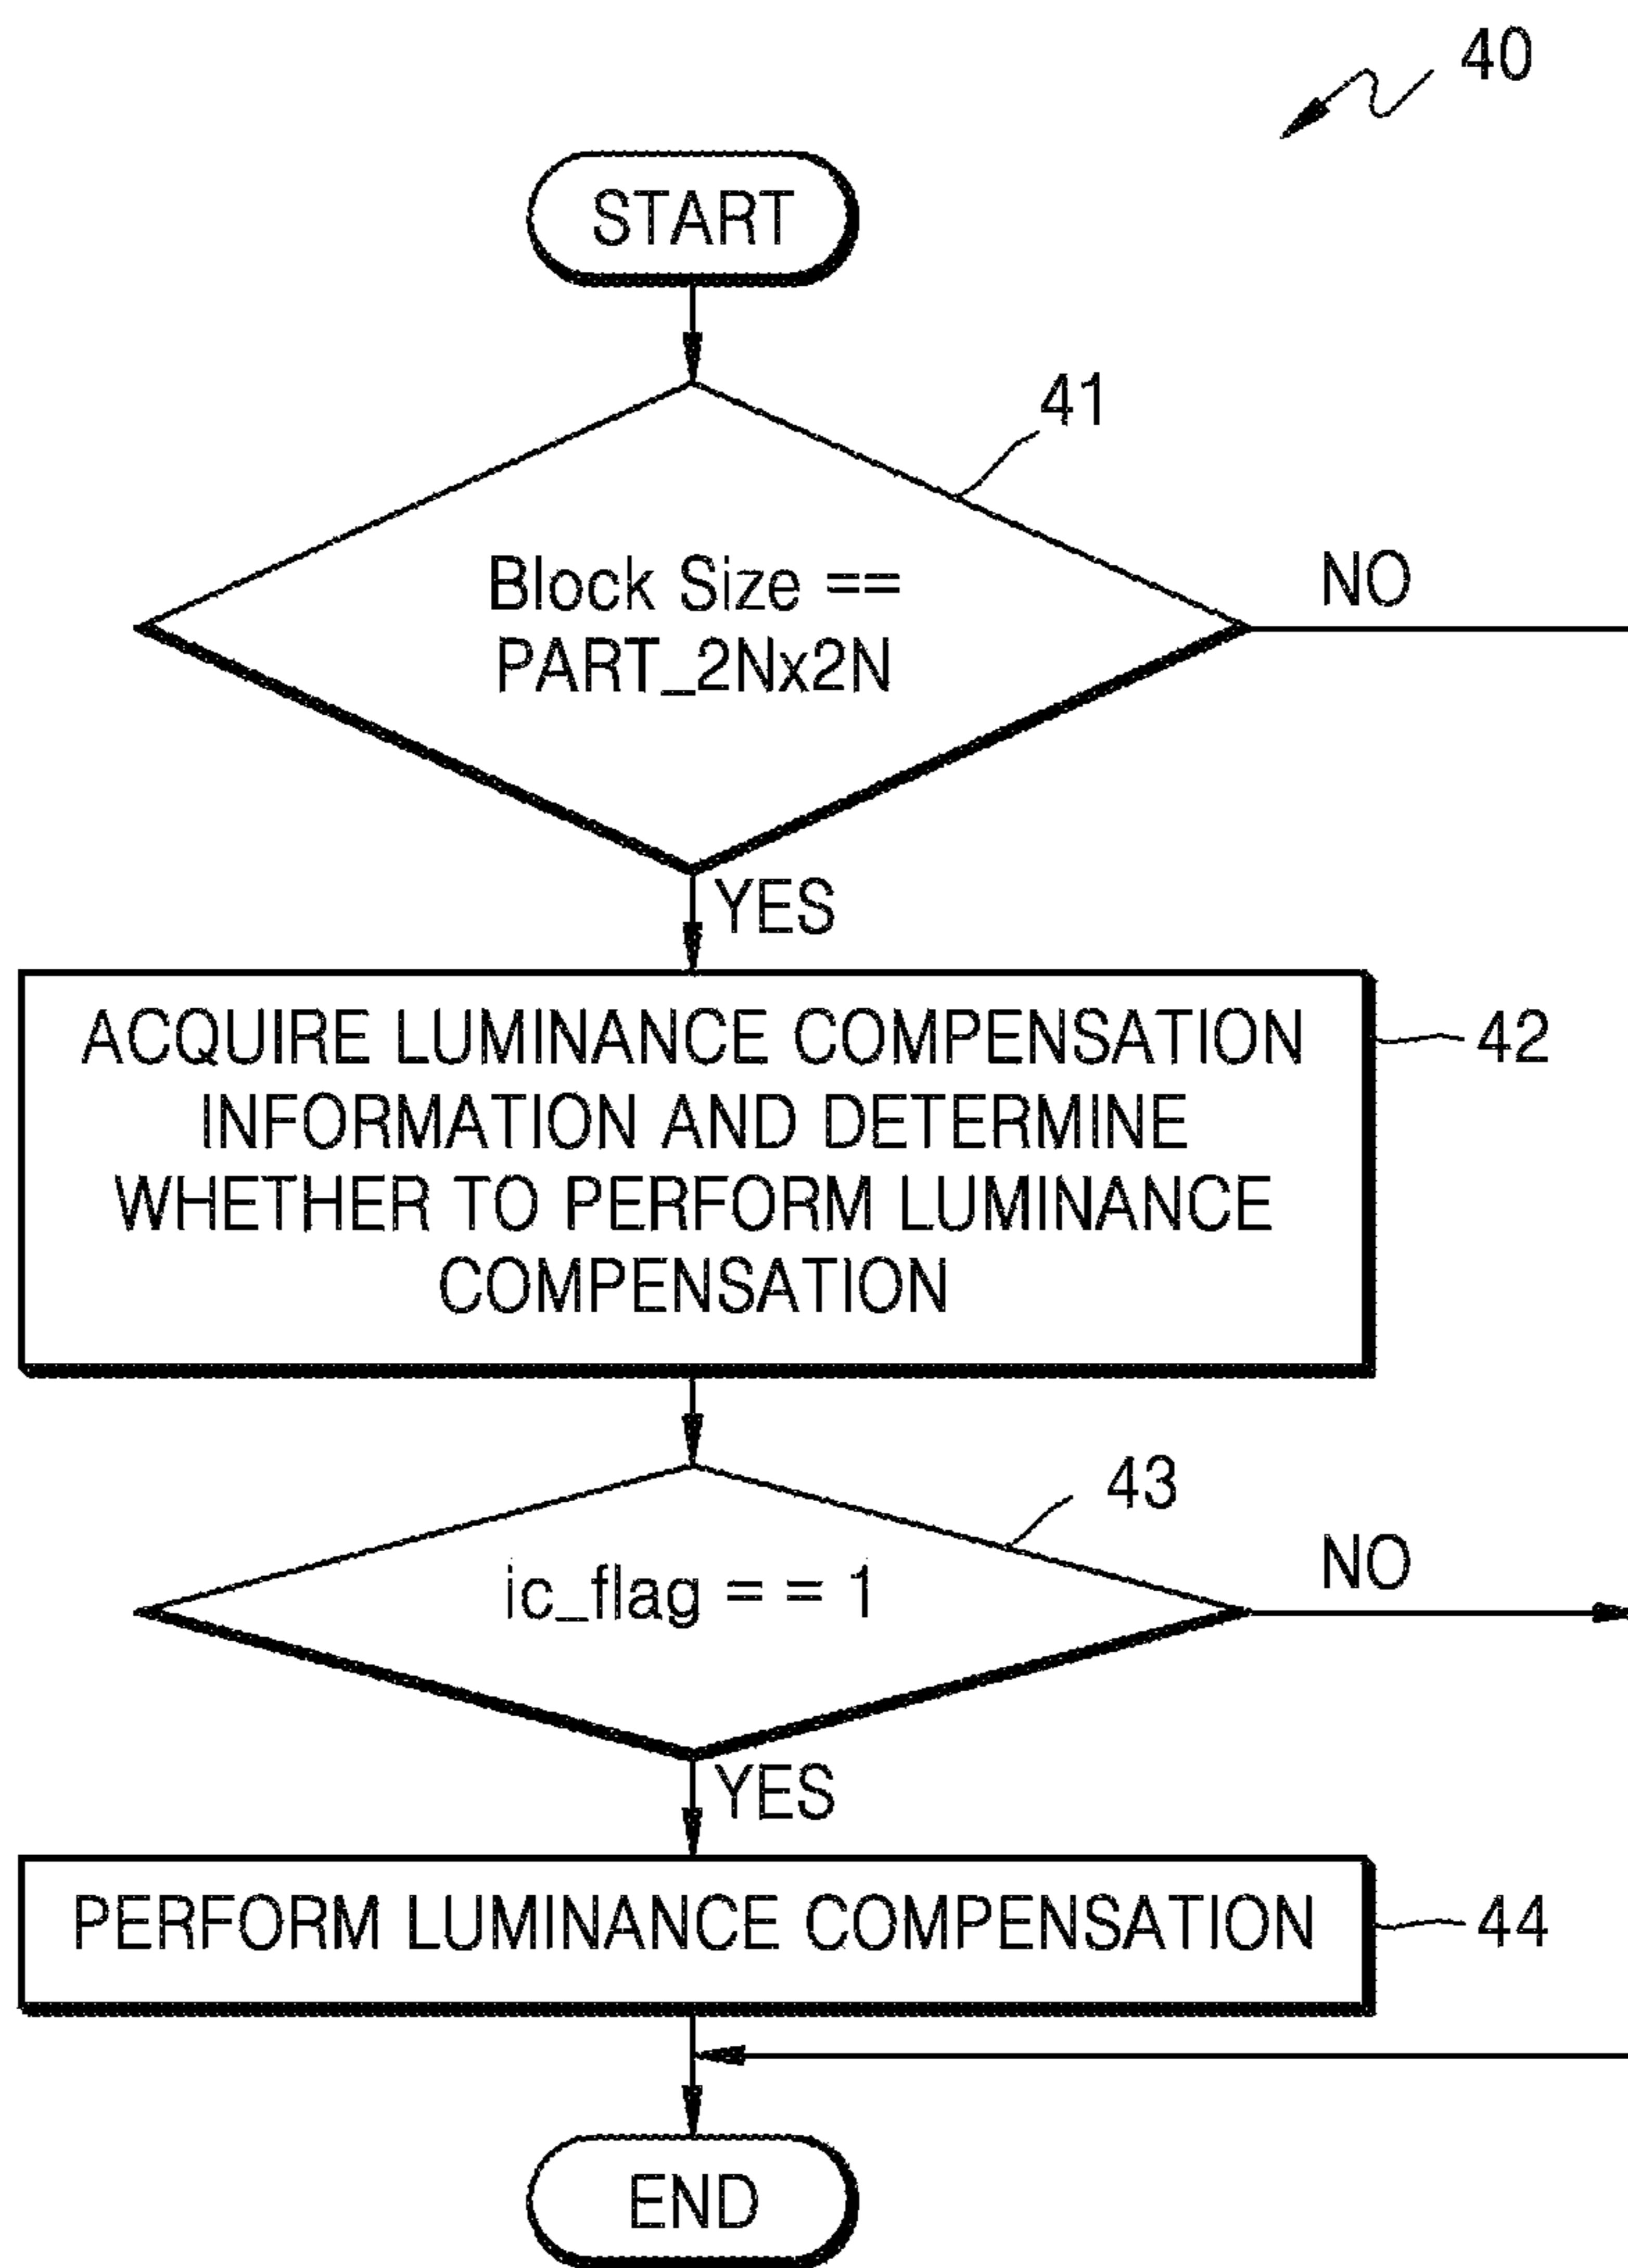 40
START
41
Block Size ==
PART_2Nx2N
NO
YES
ACQUIRE LUMINANCE COMPENSATION
INFORMATION AND DETERMINE
WHETHER TO PERFORM LUMINANCE
COMPENSATION
42
43
ic_flag = = 1
NO
YES
PERFORM LUMINANCE COMPENSATION
44
END